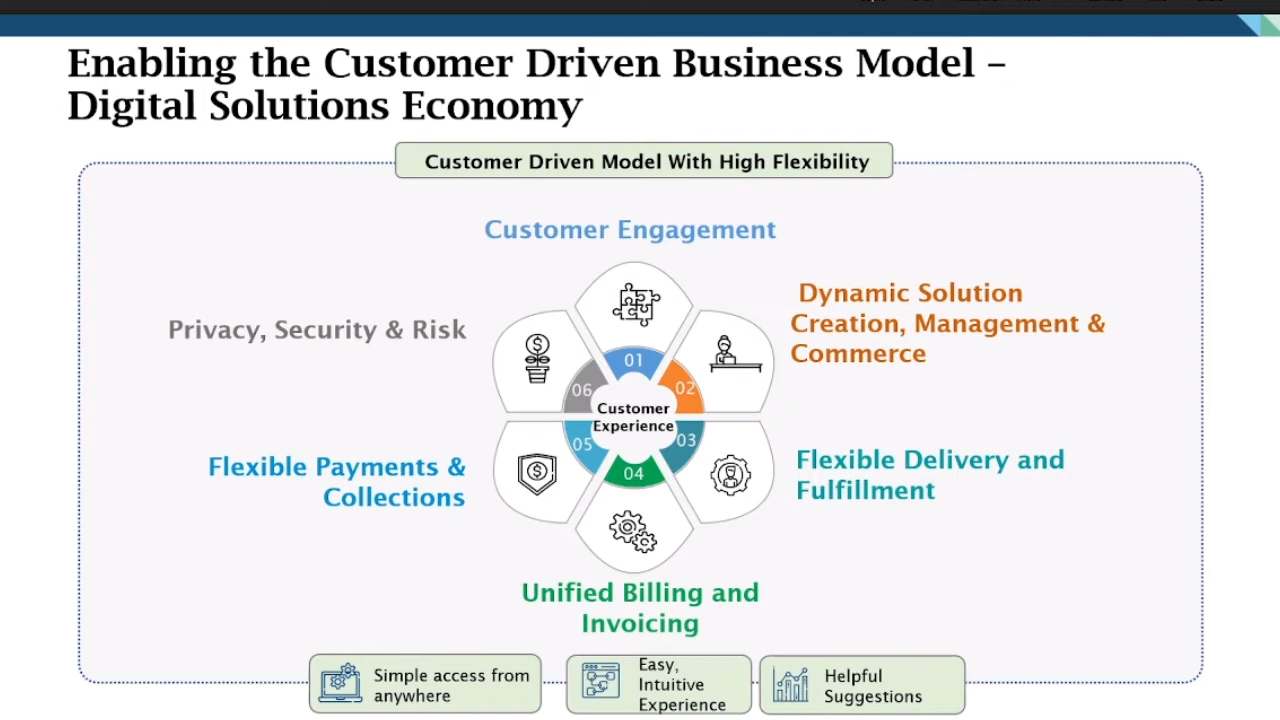 Enabling the Customer Driven Business Model –
Digital Solutions Economy
Customer Driven Model With High Flexibility
Customer Engagement
Dynamic Solution
Creation, Management &
Commerce
Privacy, Security & Risk
01
02
06
Customer
Experience
03
05
04
Flexible Delivery and
Fulfillment
Flexible Payments &
Collections
Unified Billing and
Invoicing
Simple access from
anywhere
Easy,
Intuitive
Experience
Helpful
Suggestions